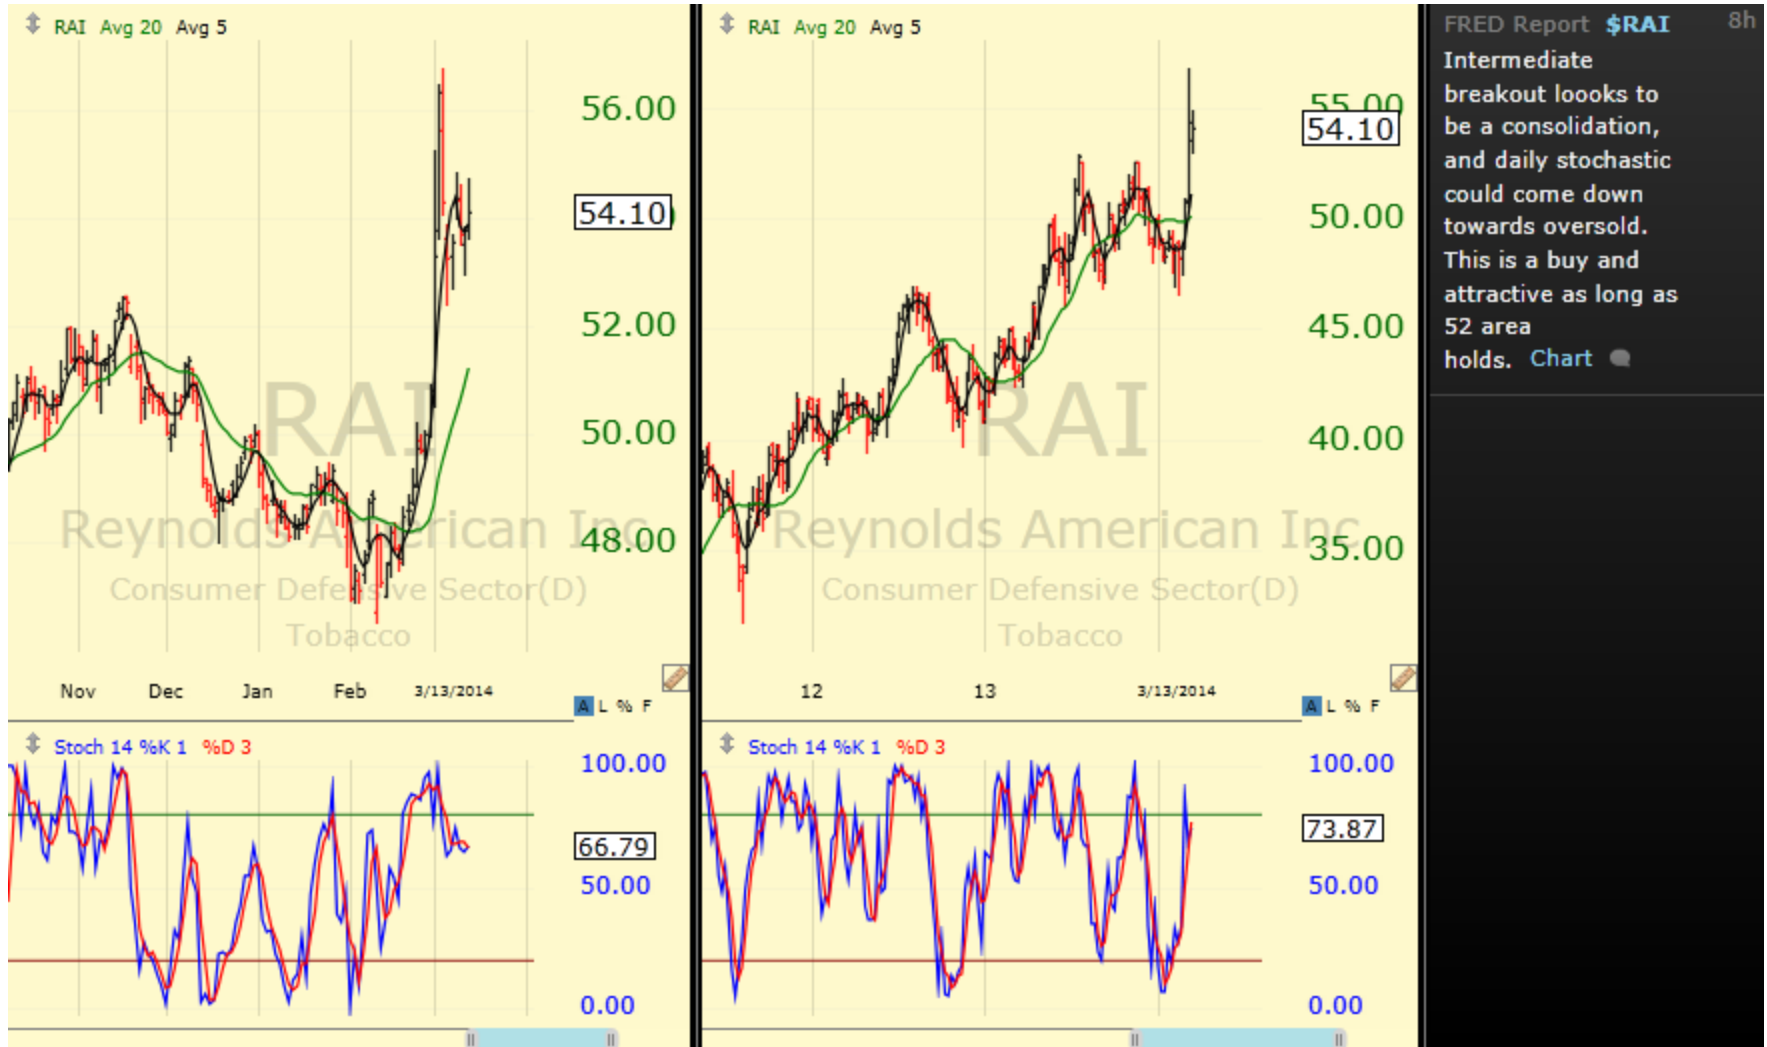 RAI Avg 20 Avg 5
56.00
54.10
52.00
50.00
48.00
RAI
Reynolds American Inc
Consumer Defensive Sector(D)
Tobacco
Nov Dec Jan Feb 3/13/2014
A L % F
Stoch 14 %K 1 %D 3
100.00
66.79
50.00
0.00
RAI Avg 20 Avg 5
55.00
54.10
50.00
45.00
40.00
35.00
RAI
Reynolds American Inc
Consumer Defensive Sector(D)
Tobacco
12 13 3/13/2014
A L % F
Stoch 14 %K 1 %D 3
100.00
73.87
50.00
0.00
FRED Report $RAI 8h
Intermediate
breakout loooks to
be a consolidation,
and daily stochastic
could come down
towards oversold.
This is a buy and
attractive as long as
52 area
holds. Chart